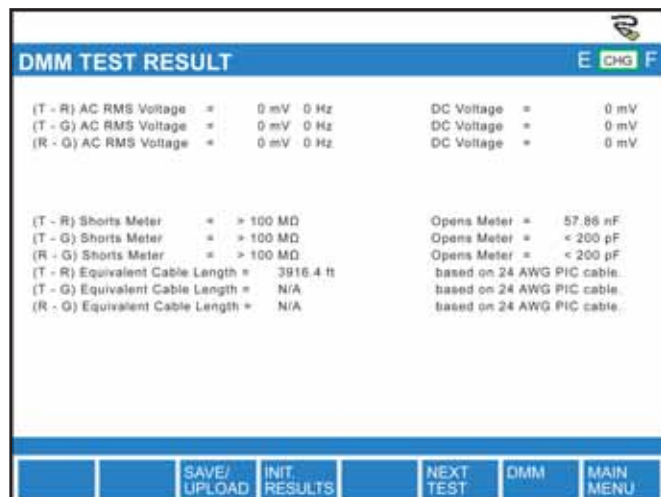 DMM TEST RESULT E CHG F
(T - R) AC RMS Voltage = 0 mV 0 Hz DC Voltage = 0 mV
(T - G) AC RMS Voltage = 0 mV 0 Hz DC Voltage = 0 mV
(R - G) AC RMS Voltage = 0 mV 0 Hz DC Voltage = 0 mV
(T - R) Shorts Meter = > 100 MΩ Opens Meter = 57.86 nF
(T - G) Shorts Meter = > 100 MΩ Opens Meter = < 200 pF
(R - G) Shorts Meter = > 100 MΩ Opens Meter = < 200 pF
(T - R) Equivalent Cable Length = 3916.4 ft based on 24 AWG PIC cable.
(T - G) Equivalent Cable Length = N/A based on 24 AWG PIC cable.
(R - G) Equivalent Cable Length = N/A based on 24 AWG PIC cable.
SAVE/ UPLOAD INIT. RESULTS NEXT TEST DMM MAIN MENU